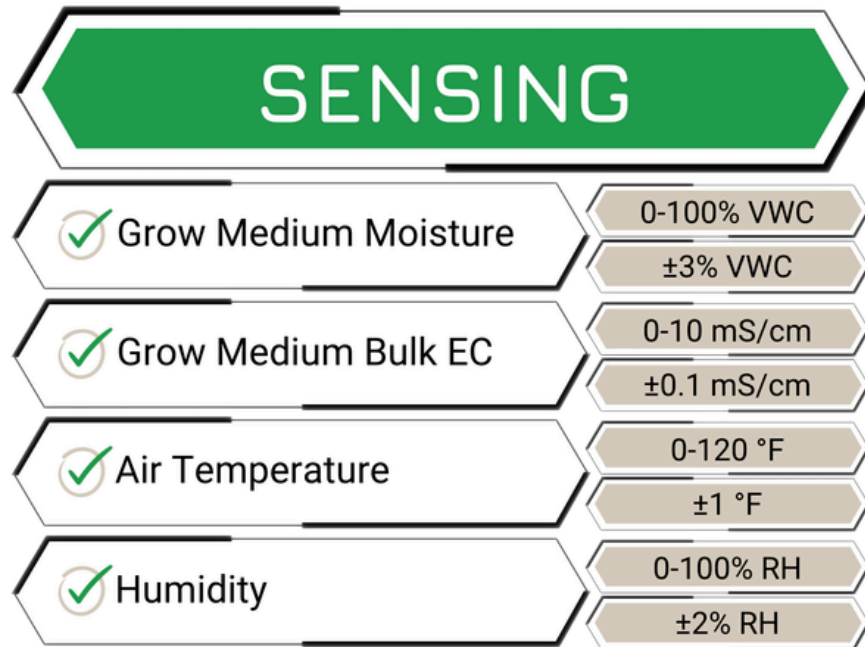 SENSING
Grow Medium Moisture
0-100% VWC
±3% VWC
Grow Medium Bulk EC
0-10 mS/cm
±0.1 mS/cm
Air Temperature
0-120 °F
±1 °F
Humidity
0-100% RH
±2% RH